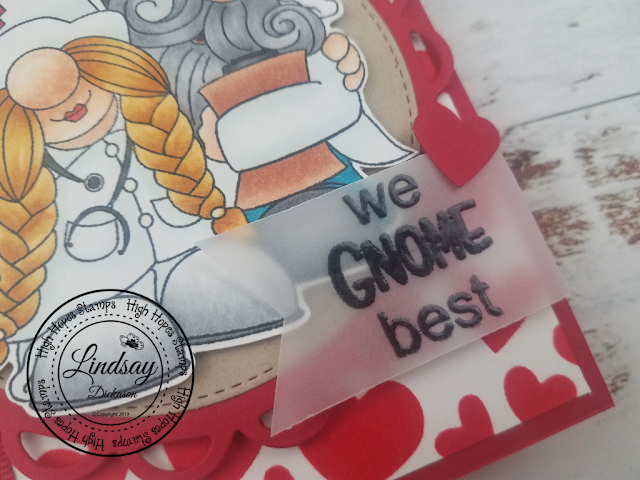 we
GNOME
best
High Hopes Stamps High Hopes Stamps High Hopes Stamps High Hopes Stamps
Lindsay
Dickason
©Copyright 2019